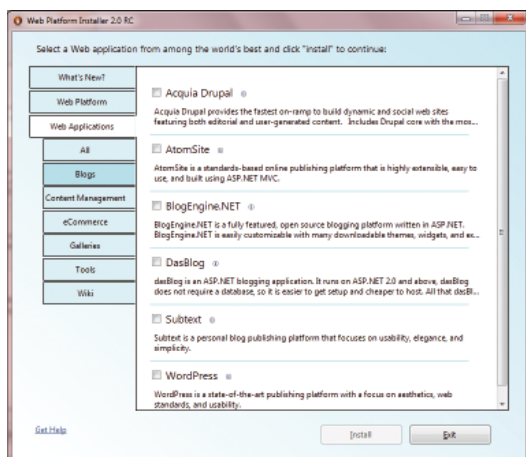 Web Platform Installer 2.0 RC
Select a Web application from among the world's best and click "install" to continue:
What's New?
Web Platform
Web Applications
All
Blogs
Content Management
eCommerce
Galleries
Tools
Wiki
Acquia Drupal
Acquia Drupal provides the fastest on-ramp to build dynamic and social web sites
featuring both editorial and user-generated content. Includes Drupal core with the mos...
AtomSite
AtomSite is a standards-based online publishing platform that is highly extensible, easy to
use, and built using ASP.NET MVC.
BlogEngine.NET
BlogEngine.NET is a fully featured, open source blogging platform written in ASP.NET.
BlogEngine.NET is easily customizable with many downloadable themes, widgets, and ex...
DasBlog
dasBlog is an ASP.NET blogging application. It runs on ASP.NET 2.0 and above, dasBlog
does not require a database, so it is easier to get setup and cheaper to host. All that dasBl...
Subtext
Subtext is a personal blog publishing platform that focuses on usability, elegance, and
simplicity.
WordPress
WordPress is a state-of-the-art publishing platform with a focus on aesthetics, web
standards, and usability.
Get Help
Install
Exit